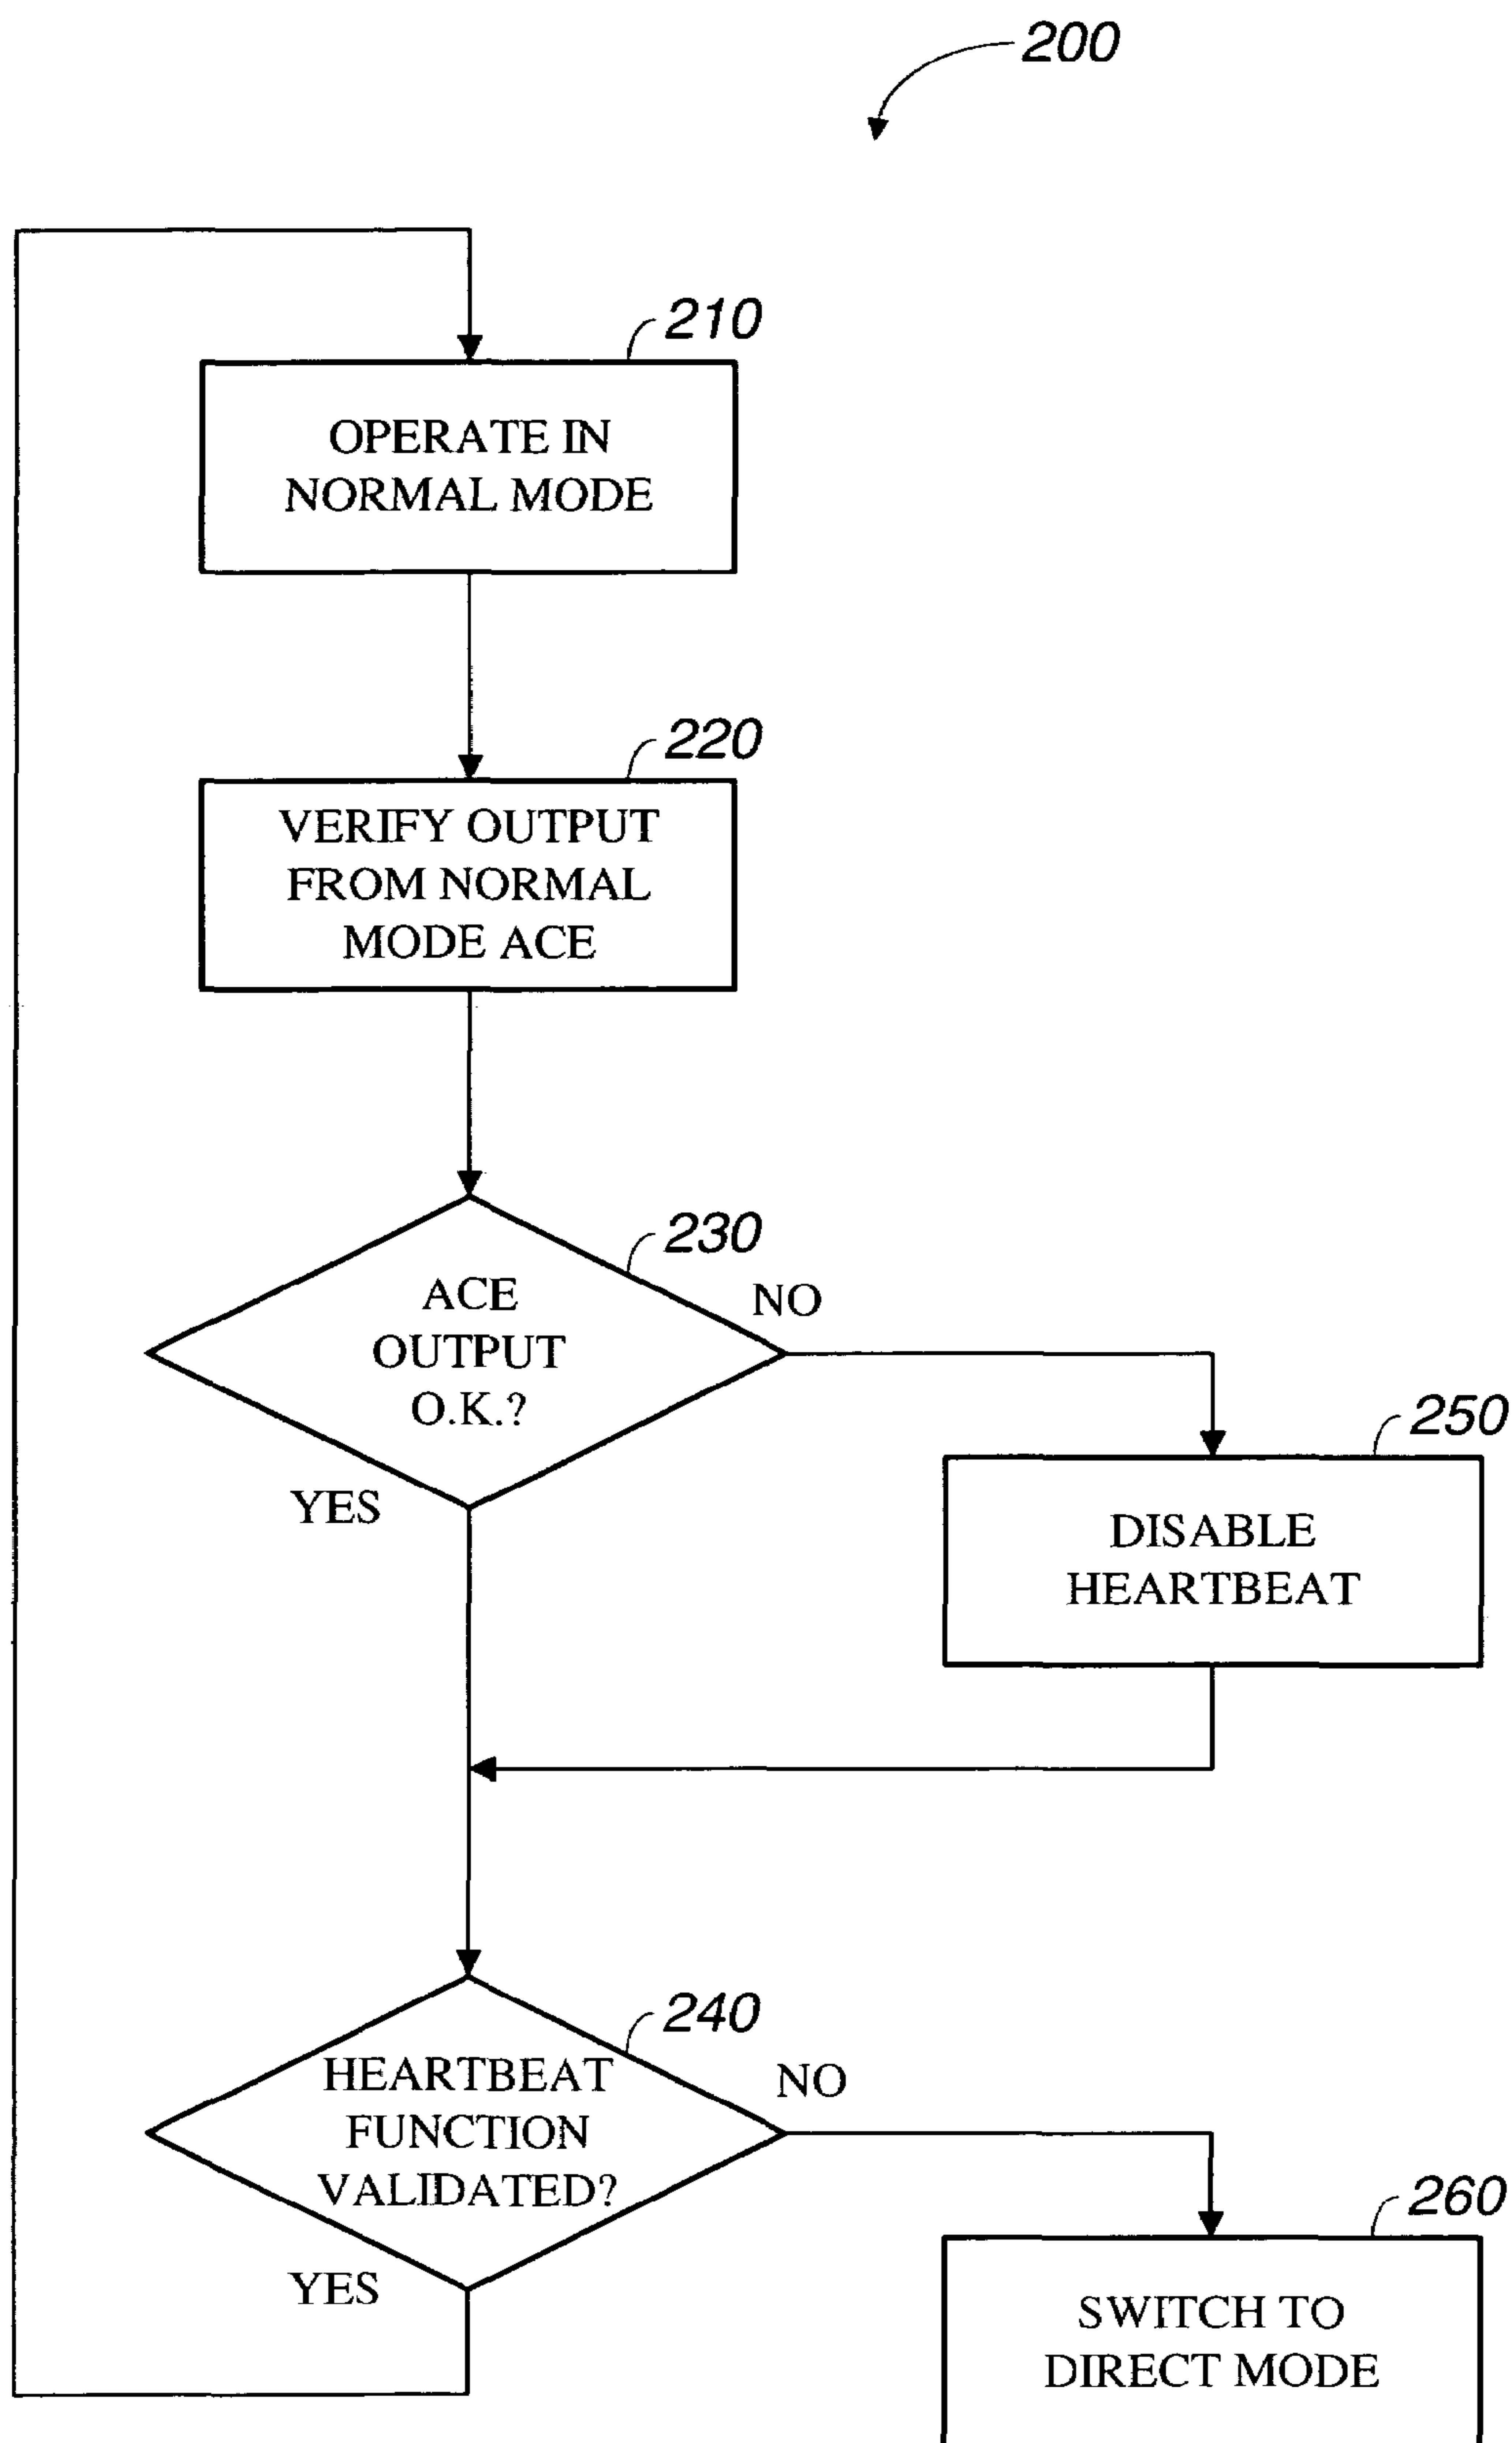 200
210
OPERATE IN
NORMAL MODE
220
VERIFY OUTPUT
FROM NORMAL
MODE ACE
230
ACE
OUTPUT
O.K.?
NO
YES
250
DISABLE
HEARTBEAT
240
HEARTBEAT
FUNCTION
VALIDATED?
NO
YES
260
SWITCH TO
DIRECT MODE